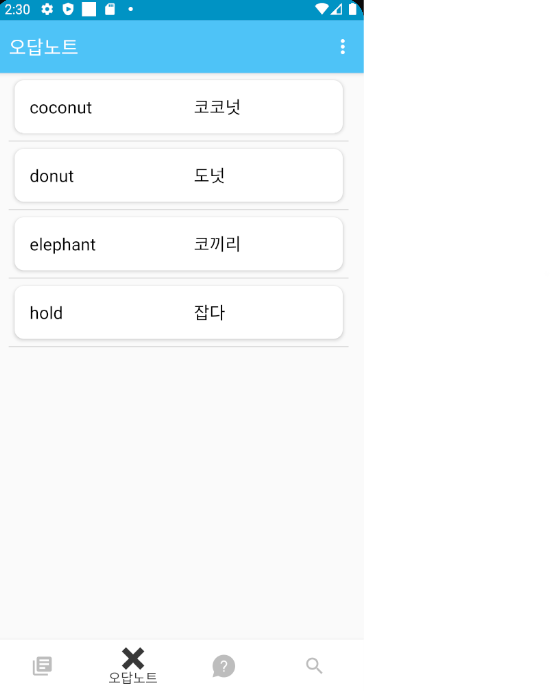 2:30
오답노트
coconut 코코넛
donut 도넛
elephant 코끼리
hold 잡다
오답노트